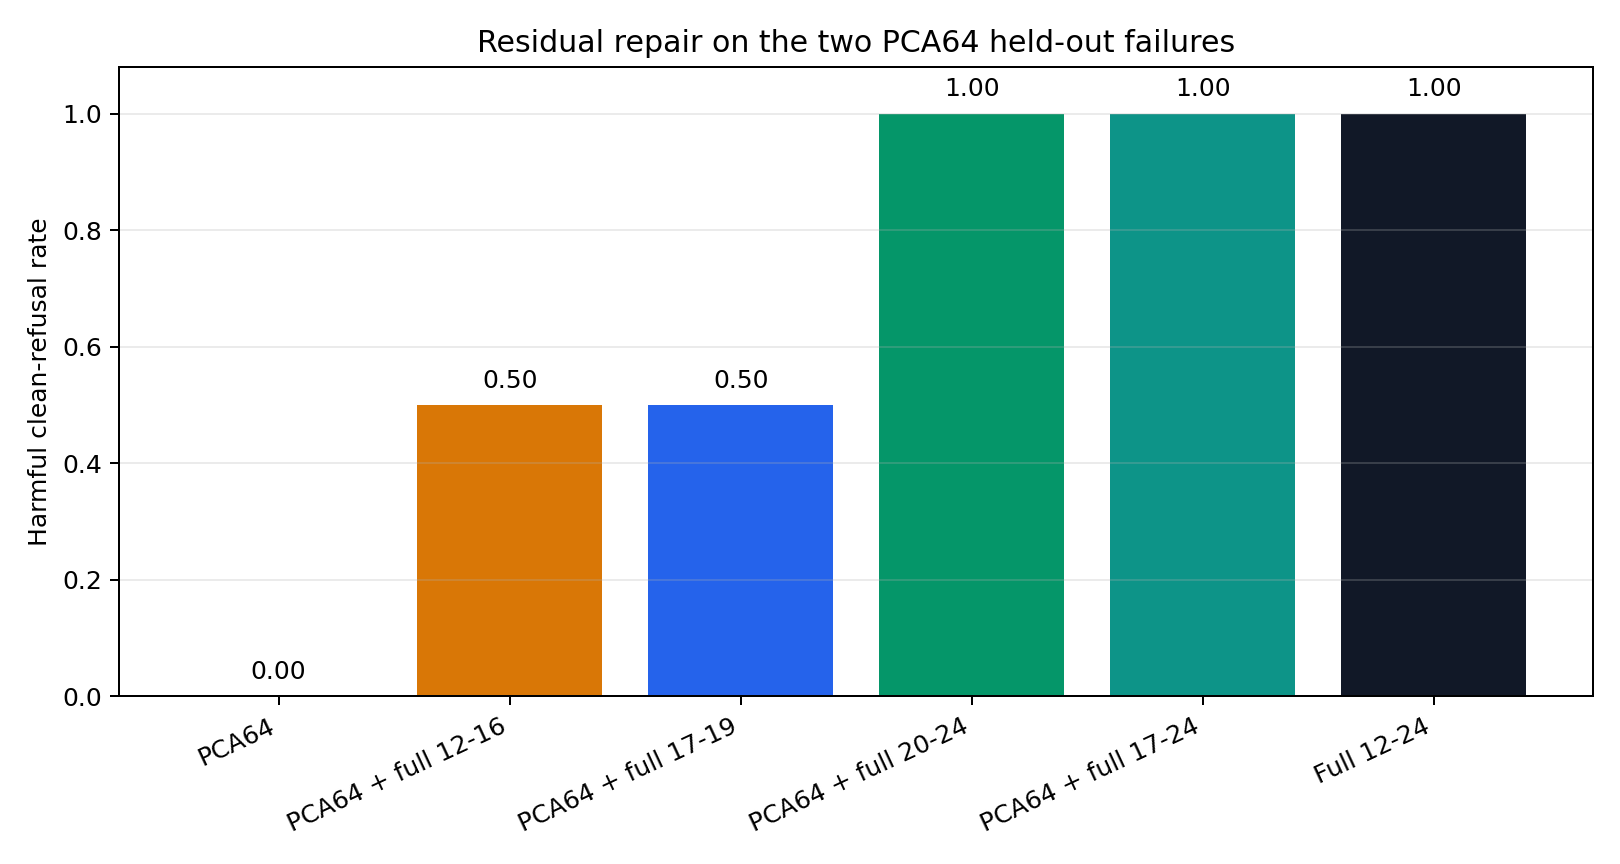 Residual repair on the two PCA64 held-out failures
Harmful clean-refusal rate
1.0
0.8
0.6
0.4
0.2
0.0
0.00
0.50
0.50
1.00
1.00
1.00
PCA64
PCA64 + full 12-16
PCA64 + full 17-19
PCA64 + full 20-24
PCA64 + full 17-24
Full 12-24